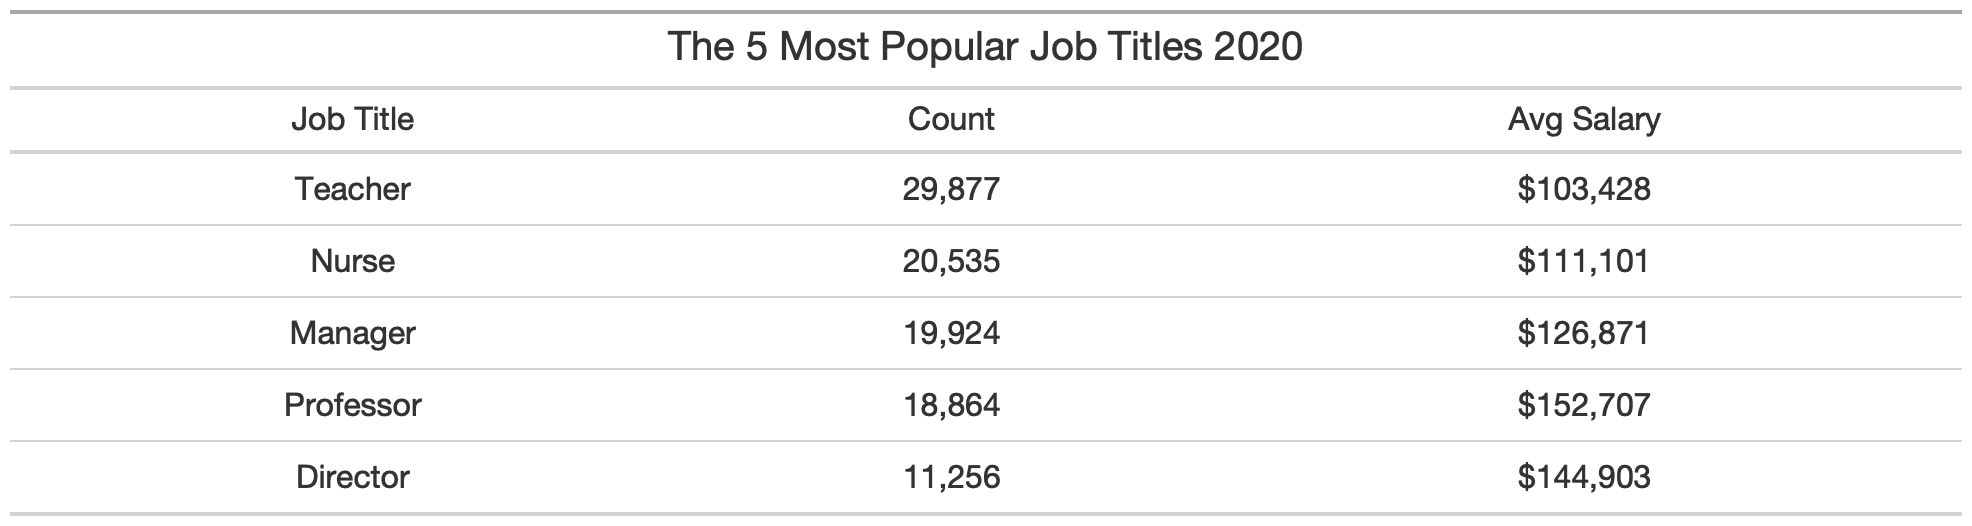 The 5 Most Popular Job Titles 2020
Job Title Count Avg Salary
Teacher 29,877 $103,428
Nurse 20,535 $111,101
Manager 19,924 $126,871
Professor 18,864 $152,707
Director 11,256 $144,903